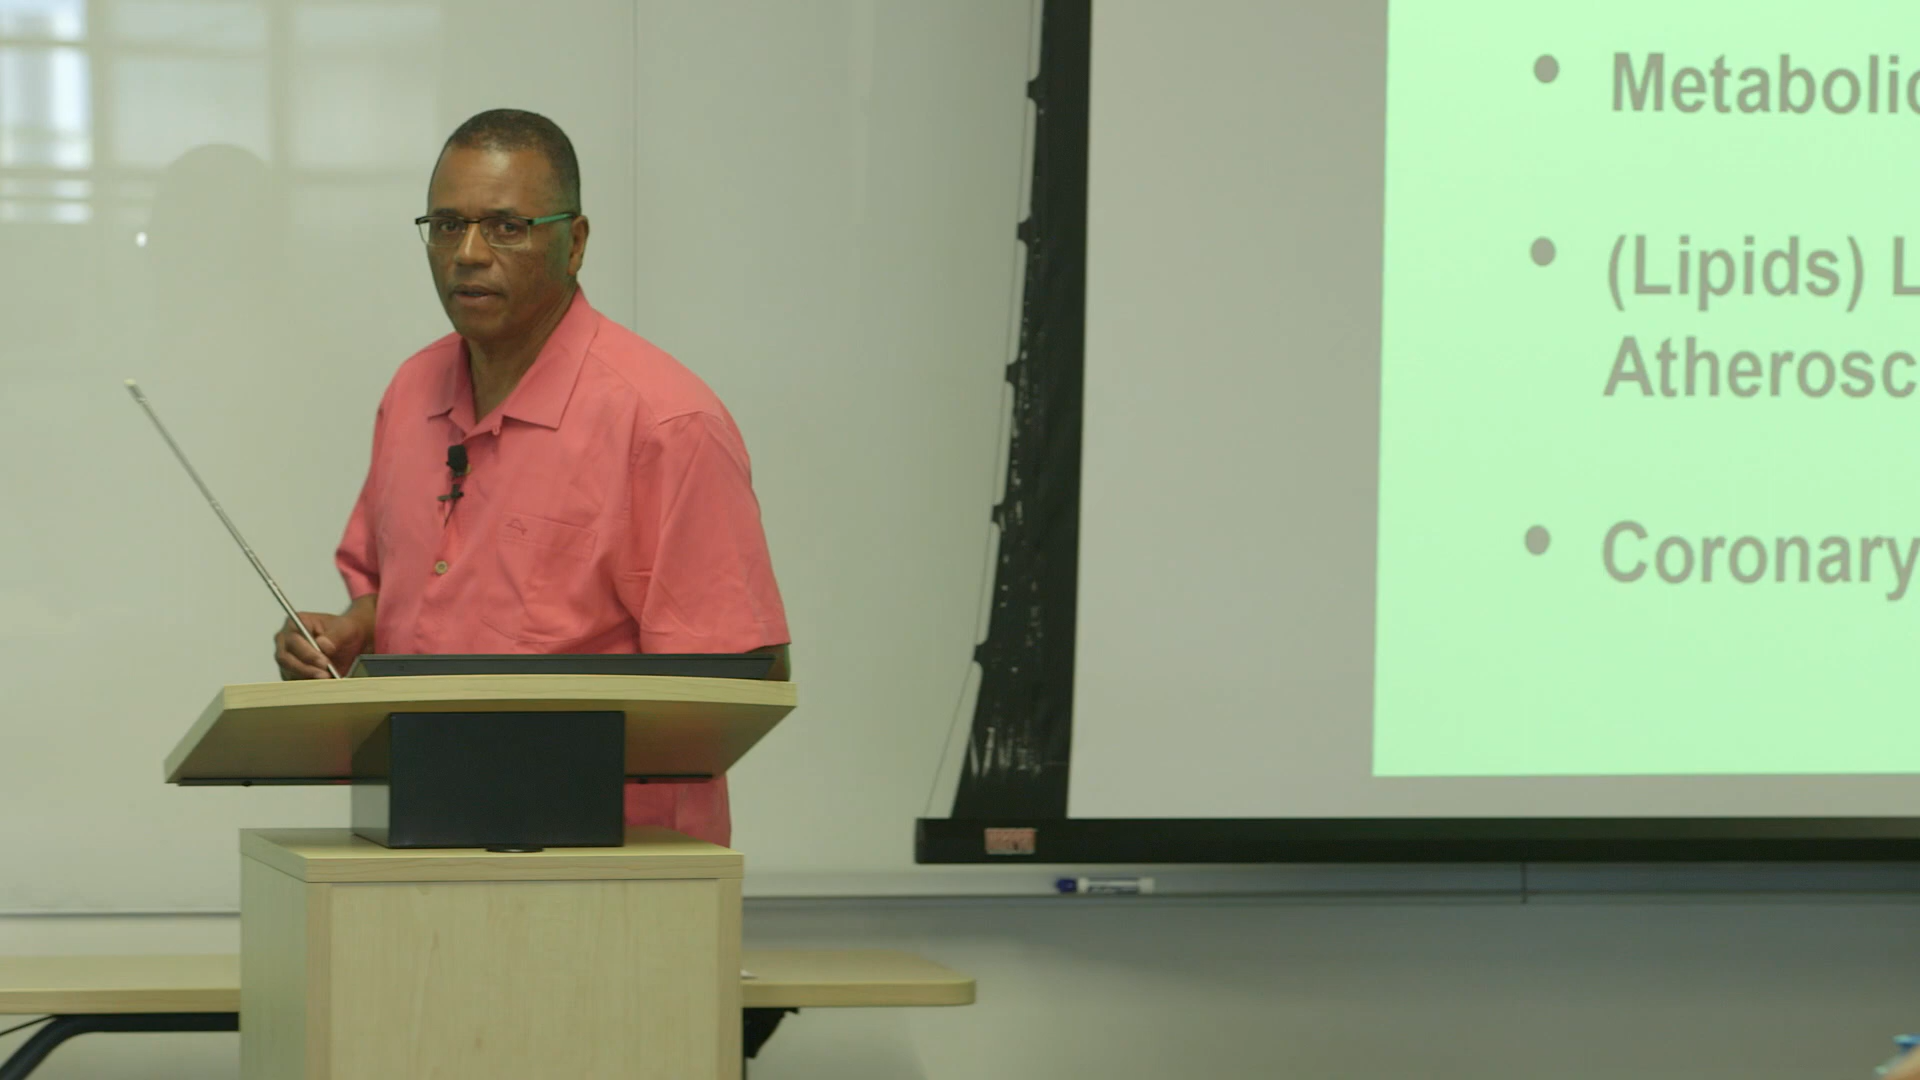 • Metabolic
• (Lipids) L
Atherosc
• Coronary